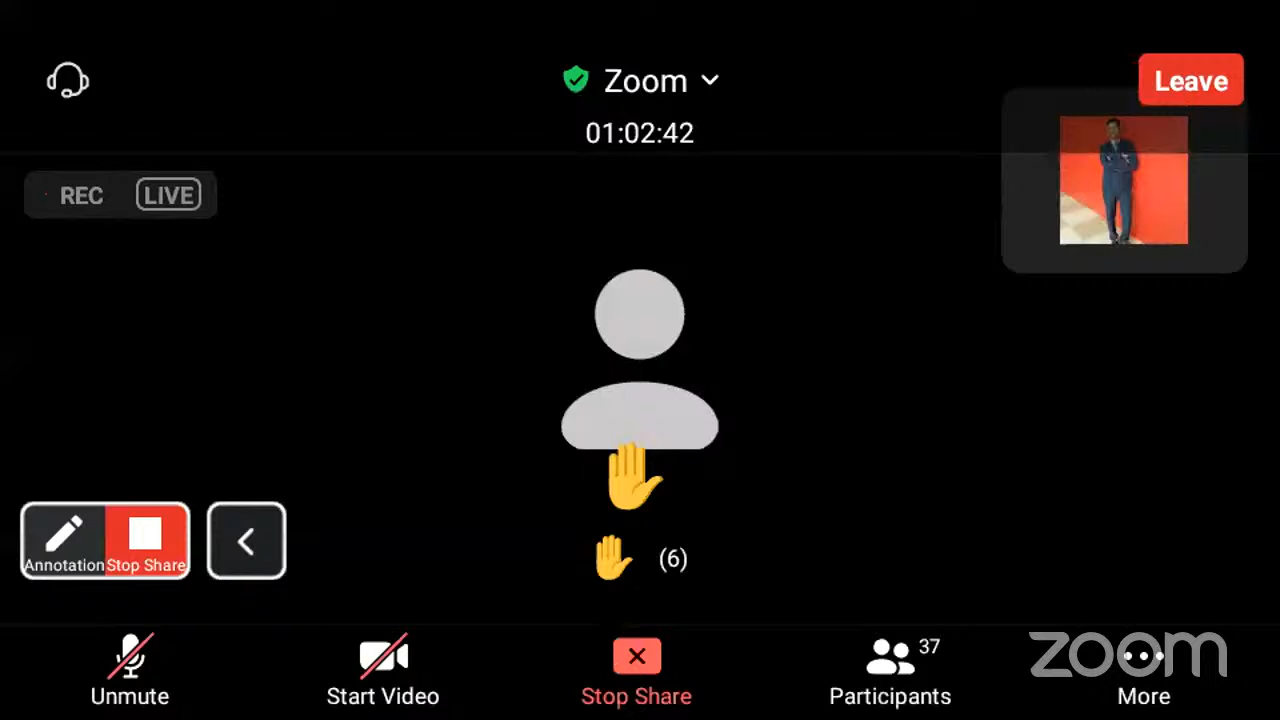 Zoom
Leave
01:02:42
REC LIVE
Annotation Stop Share
(6)
37
zoom
Unmute
Start Video
Stop Share
Participants
More